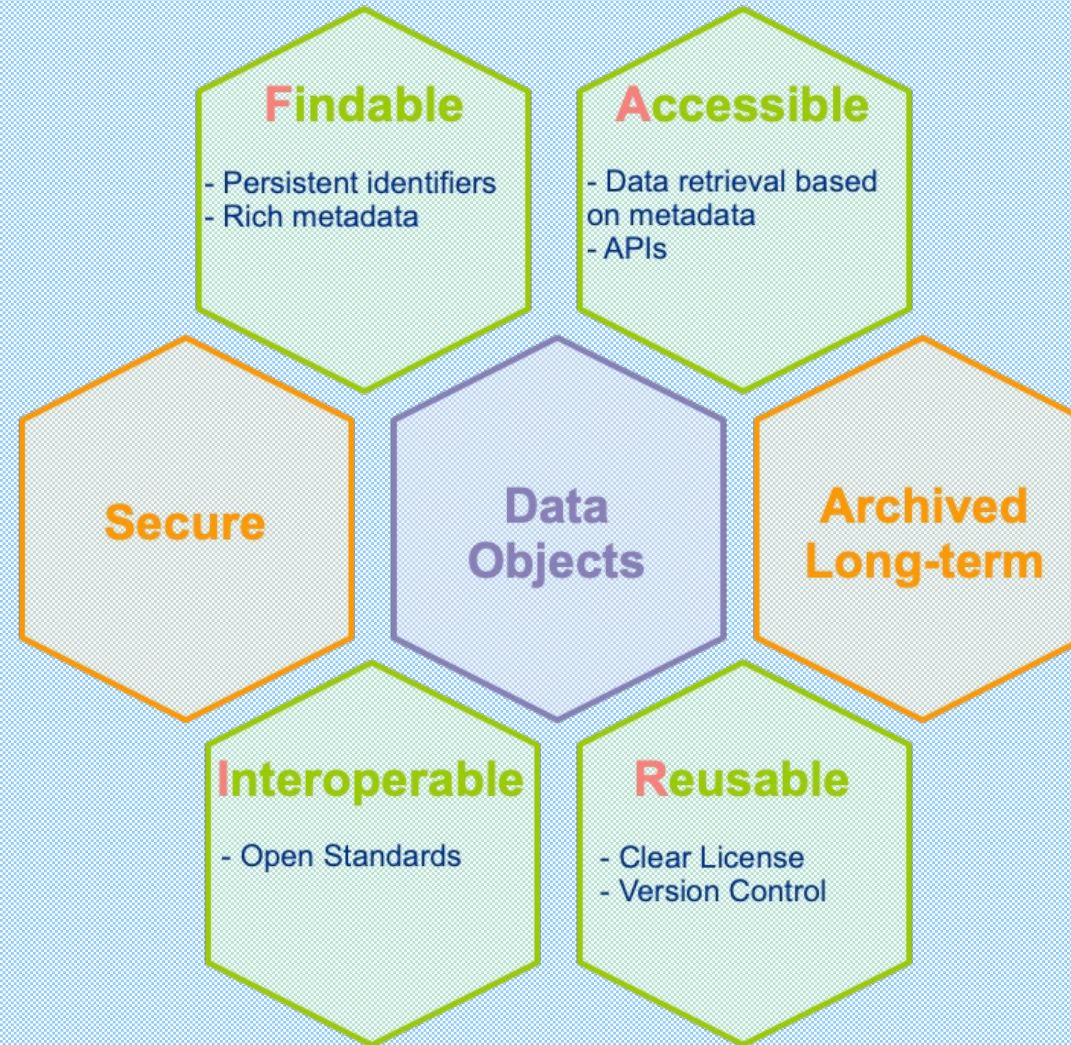 Findable
- Persistent identifiers
- Rich metadata
Accessible
- Data retrieval based
on metadata
- APIs
Secure
Data
Objects
Archived
Long-term
Interoperable
- Open Standards
Reusable
- Clear License
- Version Control